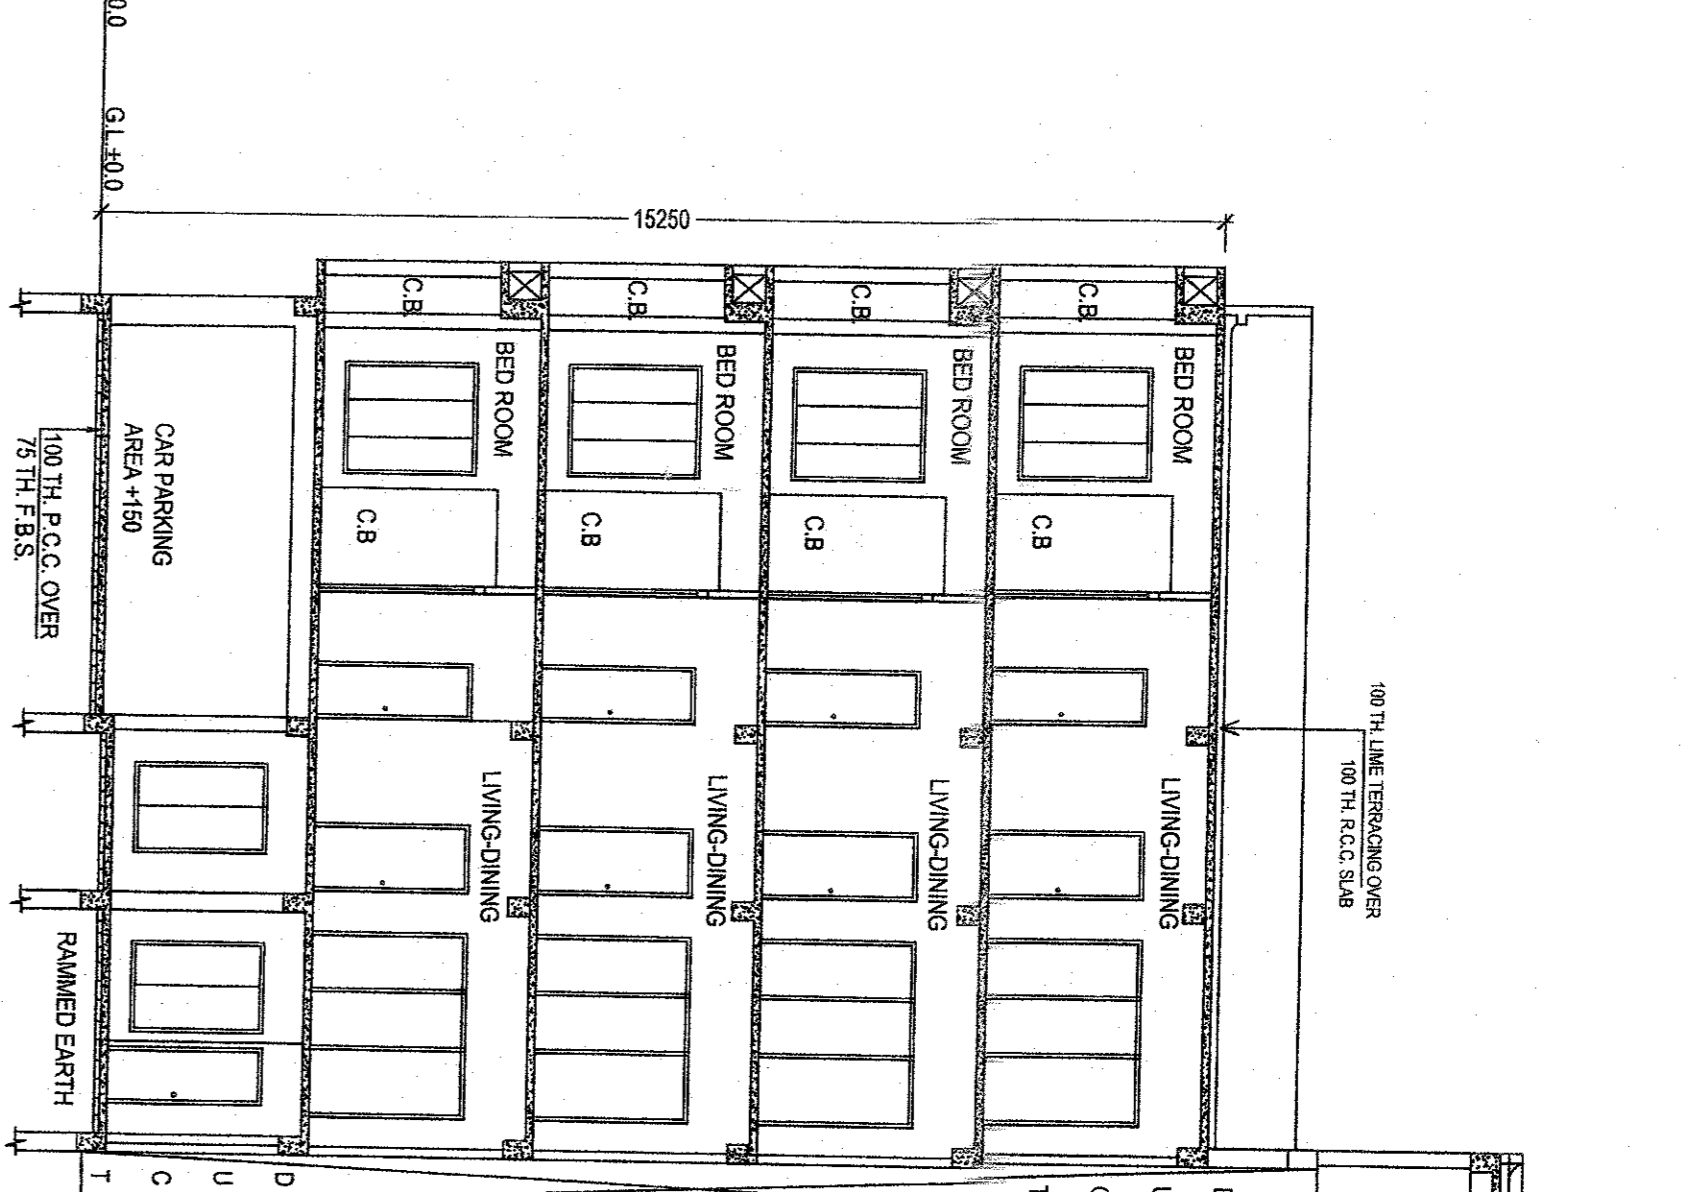 100 TH. LIME TERRACING OVER
100 TH. R.C.C. SLAB
C.B.
BED ROOM
C.B
LIVING-DINING
C.B.
BED ROOM
C.B
LIVING-DINING
C.B.
BED ROOM
C.B
LIVING-DINING
C.B.
BED ROOM
C.B
LIVING-DINING
15250
CAR PARKING
AREA +150
G.L ±0.0
100 TH. P.C.C. OVER
75 TH. F.B.S.
RAMMED EARTH
D
U
C
T